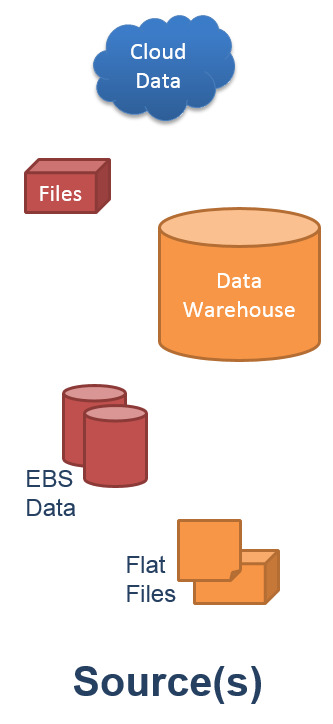 Cloud
Data
Files
Data
Warehouse
EBS
Data
Flat
Files
Source(s)